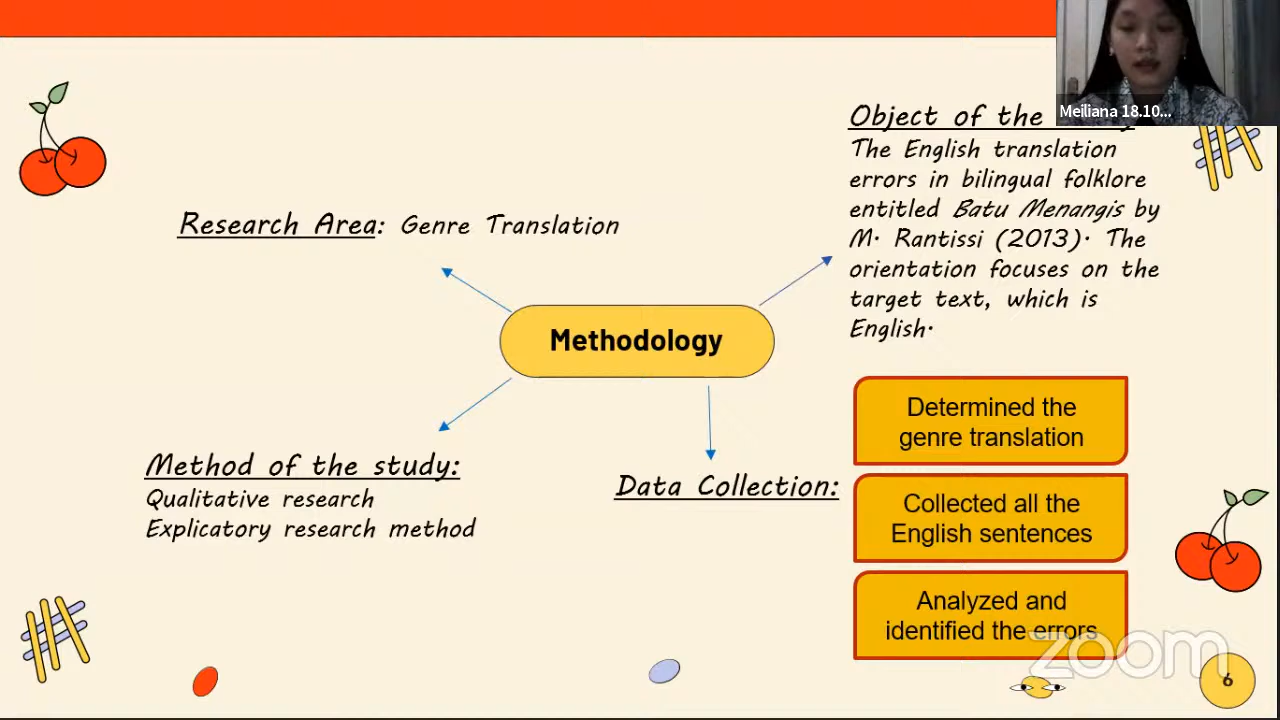 Meiliana 18.10...
Object of the
The English translation
errors in bilingual folklore
entitled Batu Menangis by
M. Rantissi (2013). The
orientation focuses on the
target text, which is
English.
Research Area: Genre Translation
Methodology
Method of the study:
Qualitative research
Explicatory research method
Data Collection:
Determined the
genre translation
Collected all the
English sentences
Analyzed and
identified the errors
zoom
6